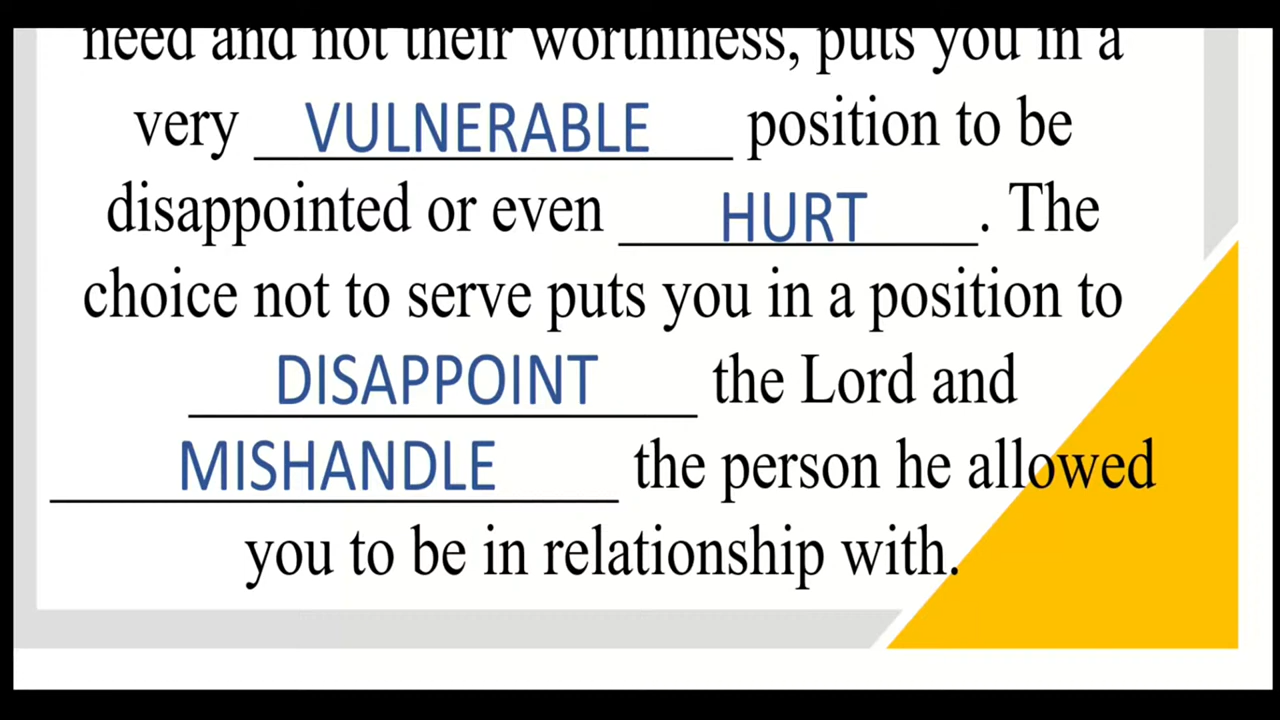 need and not their worthiness, puts you in a
very VULNERABLE position to be
disappointed or even HURT. The
choice not to serve puts you in a position to
DISAPPOINT the Lord and
MISHANDLE the person he allowed
you to be in relationship with.